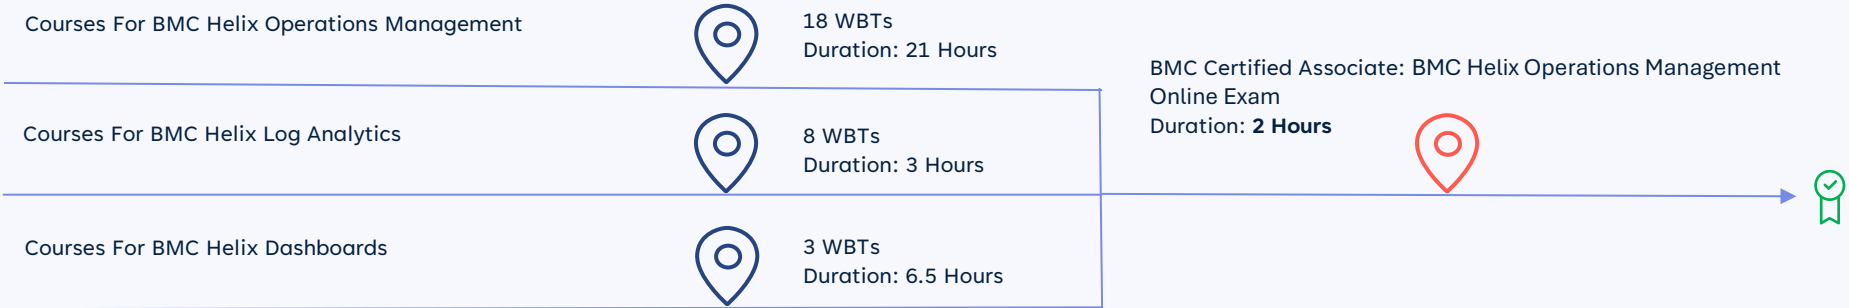 Courses For BMC Helix Operations Management
18 WBTs
Duration: 21 Hours
Courses For BMC Helix Log Analytics
8 WBTs
Duration: 3 Hours
Courses For BMC Helix Dashboards
3 WBTs
Duration: 6.5 Hours
BMC Certified Associate: BMC Helix Operations Management
Online Exam
Duration: 2 Hours